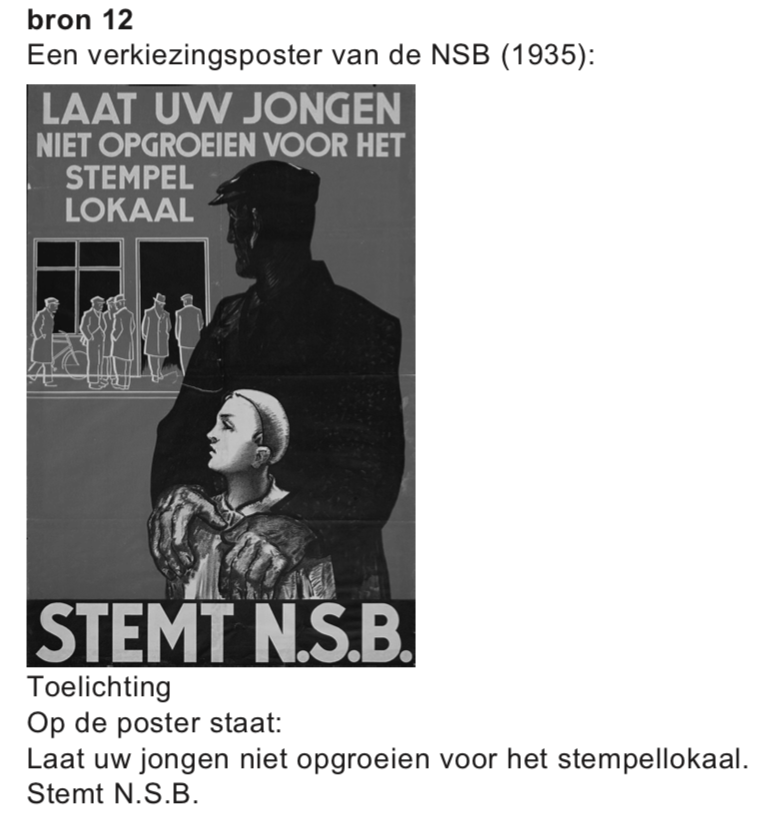 bron 12
Een verkiezingsposter van de NSB (1935):
LAAT UW JONGEN
NIET OPGROEIEN VOOR HET
STEMPEL
LOKAAL
STEMT N.S.B.
Toelichting
Op de poster staat:
Laat uw jongen niet opgroeien voor het stempellokaal.
Stemt N.S.B.